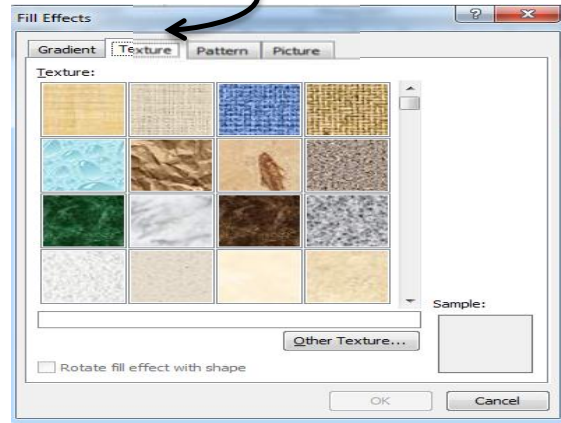 Fill Effects
Gradient Texture Pattern Picture
Texture:
Sample:
Other Texture...
Rotate fill effect with shape
OK Cancel